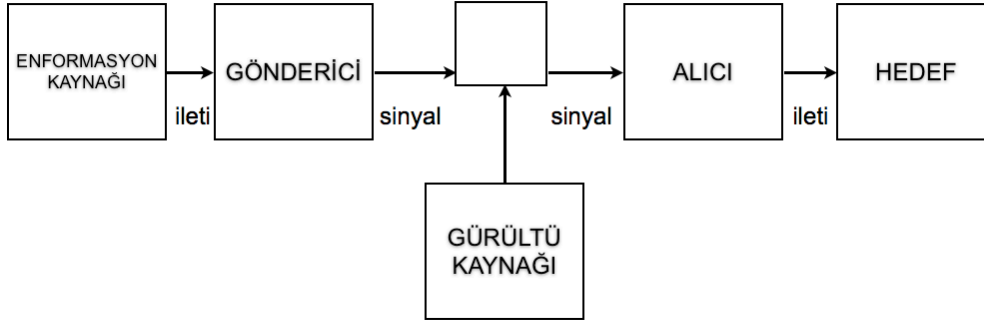 ENFORMASYON
KAYNAĞI
GÖNDERİCİ
ALICI
HEDEF
ileti
sinyal
sinyal
ileti
GÜRÜLTÜ
KAYNAĞI